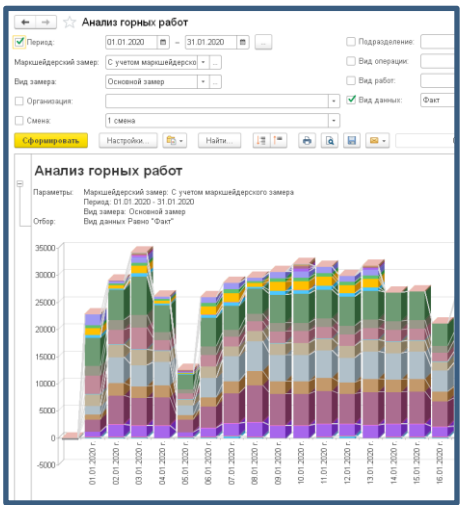 Анализ горных работ
Период: 01.01.2020 – 31.01.2020 ... Подразделение:
Маркшейдерский замер: С учетом маркшейдерско ... Вид операции:
Вид замера: Основной замер ... Вид работ:
Организация: Вид данных: Факт
Смена: 1 смена
Сформировать Настройки... Найти...
Анализ горных работ
Параметры: Маркшейдерский замер: С учетом маркшейдерского замера
Период: 01.01.2020 - 31.01.2020
Вид замера: Основной замер
Отбор: Вид данных Равно "Факт"
35000
30000
25000
20000
15000
10000
5000
0
-5000
01.01.2020 г.
02.01.2020 г.
03.01.2020 г.
04.01.2020 г.
05.01.2020 г.
06.01.2020 г.
07.01.2020 г.
08.01.2020 г.
09.01.2020 г.
10.01.2020 г.
11.01.2020 г.
12.01.2020 г.
13.01.2020 г.
14.01.2020 г.
15.01.2020 г.
16.01.2020 г.